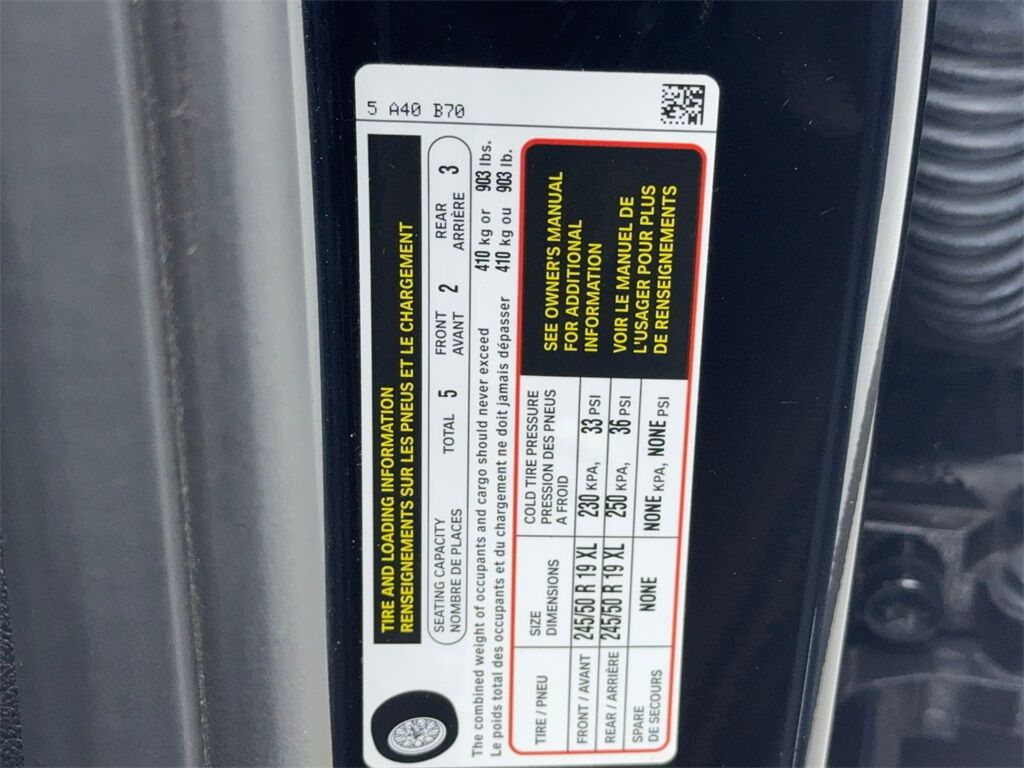 5 A40 B70
TIRE AND LOADING INFORMATION
RENSEIGNEMENTS SUR LES PNEUS ET LE CHARGEMENT
SEATING CAPACITY
NOMBRE DE PLACES
TOTAL 5
FRONT
AVANT 2
REAR
ARRIÈRE 3
The combined weight of occupants and cargo should never exceed 410 kg or 903 lbs.
Le poids total des occupants et du chargement ne doit jamais dépasser 410 kg ou 903 lb.
TIRE / PNEU
SIZE
DIMENSIONS
COLD TIRE PRESSURE
PRESSION DES PNEUS
A FROID
FRONT / AVANT 245/50 R 19 XL 230 KPA, 33 PSI
REAR / ARRIÈRE 245/50 R 19 XL 250 KPA, 36 PSI
SPARE
DE SECOURS
NONE NONE KPA, NONE PSI
SEE OWNER'S MANUAL
FOR ADDITIONAL
INFORMATION
VOIR LE MANUEL DE
L'USAGER POUR PLUS
DE RENSEIGNEMENTS